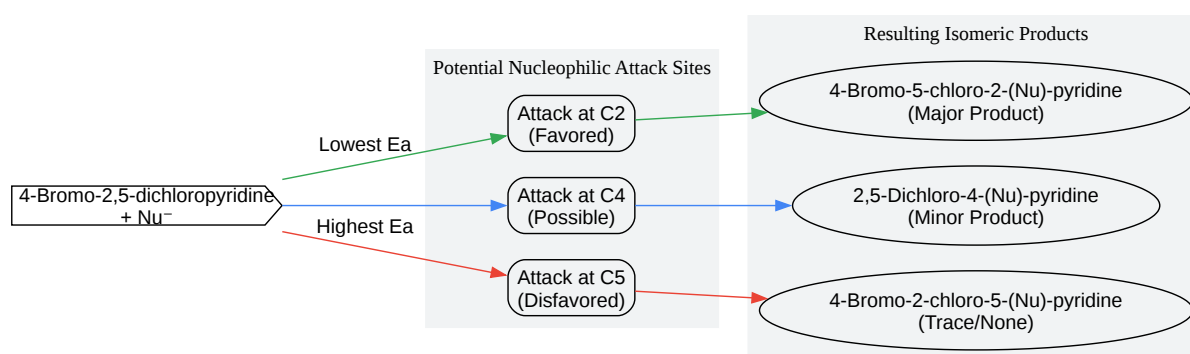 Resulting Isomeric Products
Potential Nucleophilic Attack Sites
4-Bromo-5-chloro-2-(Nu)-pyridine
(Major Product)
Attack at C2
(Favored)
Lowest Ea
4-Bromo-2,5-dichloropyridine
+ Nu⁻
Attack at C4
(Possible)
2,5-Dichloro-4-(Nu)-pyridine
(Minor Product)
Highest Ea
Attack at C5
(Disfavored)
4-Bromo-2-chloro-5-(Nu)-pyridine
(Trace/None)